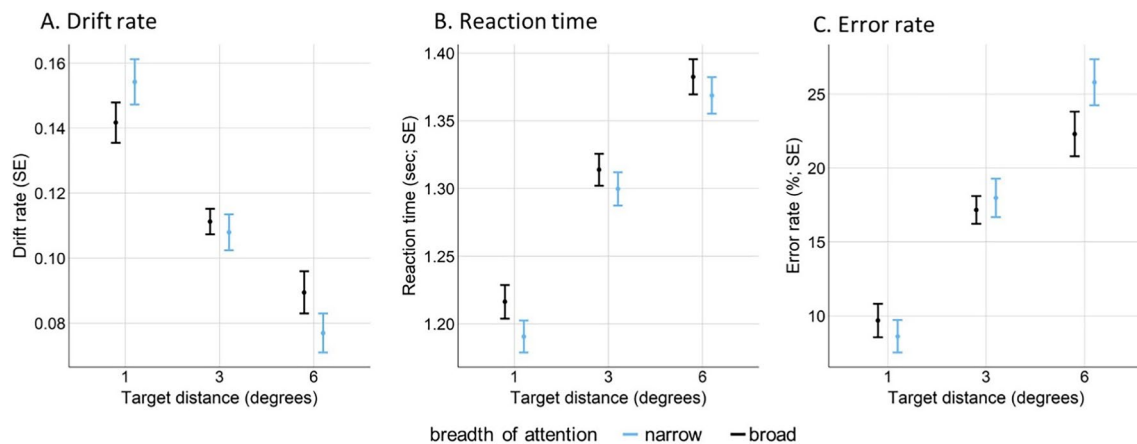 A. Drift rate
0.16
0.14
0.12
0.10
0.08
Drift rate (SE)
1 3 6
Target distance (degrees)
B. Reaction time
1.40
1.35
1.30
1.25
1.20
Reaction time (sec; SE)
1 3 6
Target distance (degrees)
C. Error rate
25
20
15
10
Error rate (%; SE)
1 3 6
Target distance (degrees)
breadth of attention narrow broad